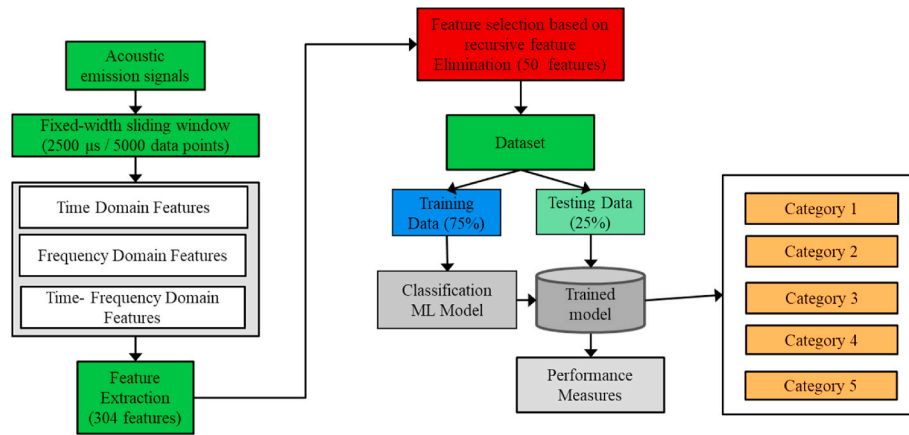 Acoustic
emission signals
Fixed-width sliding window
(2500 μs / 5000 data points)
Time Domain Features
Frequency Domain Features
Time- Frequency Domain
Features
Feature
Extraction
(304 features)
Feature selection based on
recursive feature
Elimination (50 features)
Dataset
Training
Data (75%)
Testing Data
(25%)
Classification
ML Model
Trained
model
Performance
Measures
Category 1
Category 2
Category 3
Category 4
Category 5